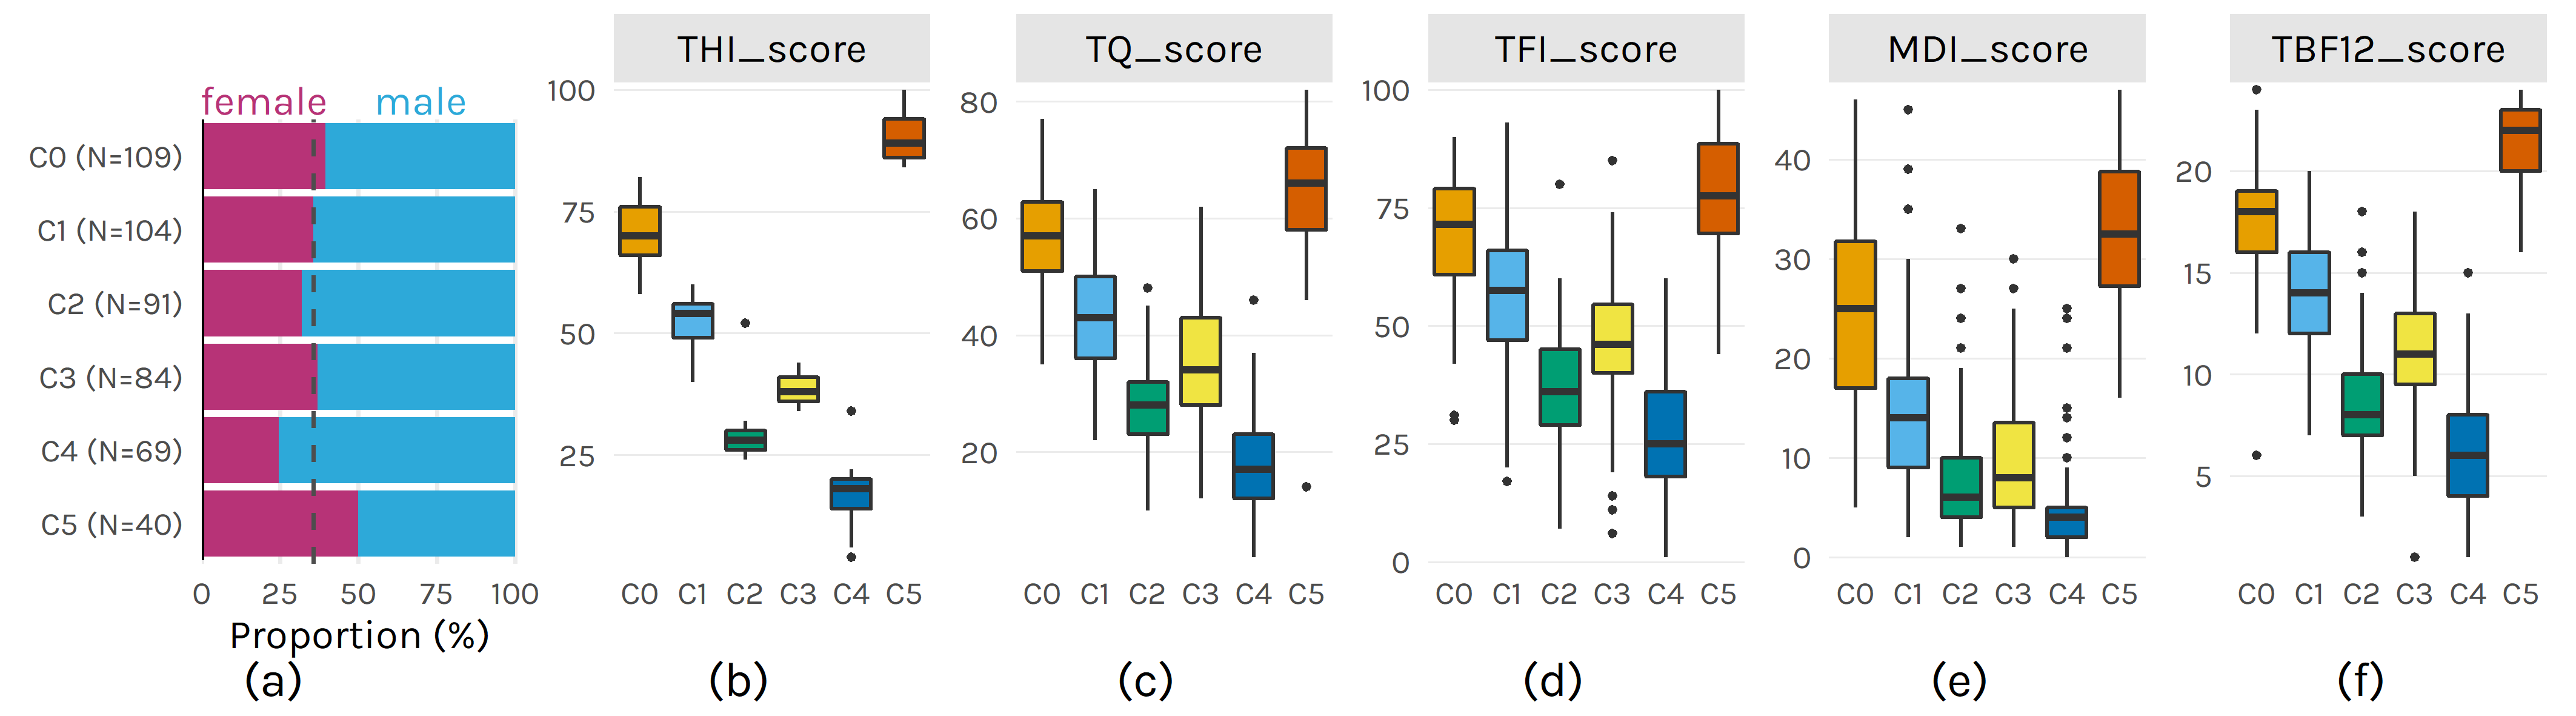 female male
C0 (N=109)
C1 (N=104)
C2 (N=91)
C3 (N=84)
C4 (N=69)
C5 (N=40)
0 25 50 75 100
Proportion (%)
(a)
THI_score
100
75
50
25
C0 C1 C2 C3 C4 C5
(b)
TQ_score
80
60
40
20
C0 C1 C2 C3 C4 C5
(c)
TFI_score
100
75
50
25
0
C0 C1 C2 C3 C4 C5
(d)
MDI_score
40
30
20
10
0
C0 C1 C2 C3 C4 C5
(e)
TBF12_score
20
15
10
5
C0 C1 C2 C3 C4 C5
(f)